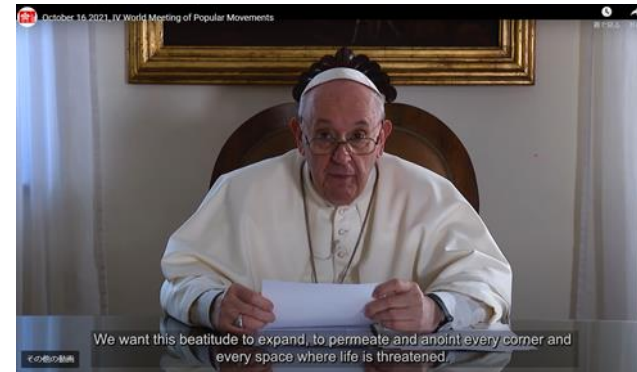 October 16 2021, IV World Meeting of Popular Movements
後で見る
We want this beatitude to expand, to permeate and anoint every corner and
every space where life is threatened.
その他の動画